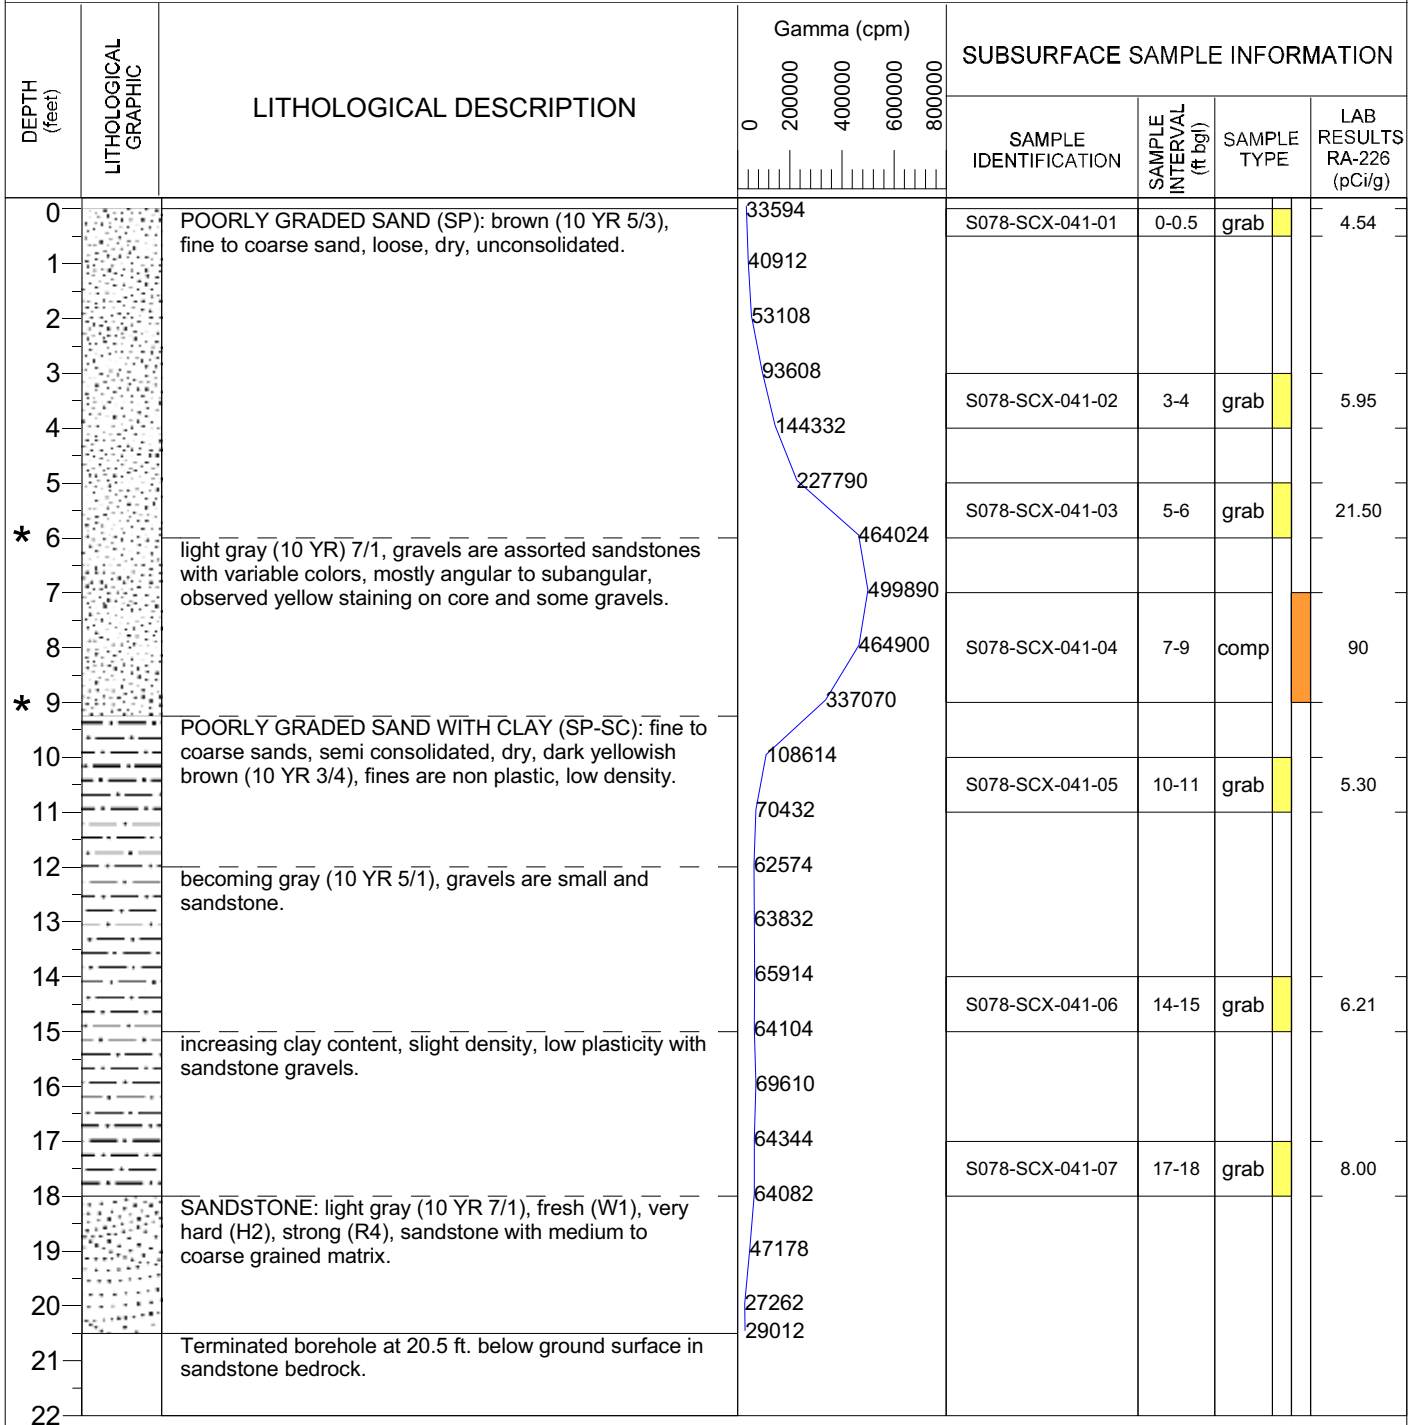 DEPTH
(feet)
LITHOLOGICAL
GRAPHIC
LITHOLOGICAL DESCRIPTION
Gamma (cpm)
0
200000
400000
600000
800000
SUBSURFACE SAMPLE INFORMATION
SAMPLE
IDENTIFICATION
SAMPLE
INTERVAL
(ft bgl)
SAMPLE
TYPE
LAB
RESULTS
RA-226
(pCi/g)
0
POORLY GRADED SAND (SP): brown (10 YR 5/3),
fine to coarse sand, loose, dry, unconsolidated.
33594
S078-SCX-041-01 0-0.5 grab 4.54
1
40912
2
53108
3
93608
S078-SCX-041-02 3-4 grab 5.95
4
144332
5
227790
S078-SCX-041-03 5-6 grab 21.50
* 6
464024
light gray (10 YR) 7/1, gravels are assorted sandstones
with variable colors, mostly angular to subangular,
observed yellow staining on core and some gravels.
7
499890
8
464900
S078-SCX-041-04 7-9 comp 90
* 9
337070
POORLY GRADED SAND WITH CLAY (SP-SC): fine to
coarse sands, semi consolidated, dry, dark yellowish
brown (10 YR 3/4), fines are non plastic, low density.
10
108614
S078-SCX-041-05 10-11 grab 5.30
11
70432
12
62574
becoming gray (10 YR 5/1), gravels are small and
sandstone.
13
63832
14
65914
S078-SCX-041-06 14-15 grab 6.21
15
64104
increasing clay content, slight density, low plasticity with
sandstone gravels.
16
69610
17
64344
S078-SCX-041-07 17-18 grab 8.00
18
64082
SANDSTONE: light gray (10 YR 7/1), fresh (W1), very
hard (H2), strong (R4), sandstone with medium to
coarse grained matrix.
19
47178
20
27262
29012
Terminated borehole at 20.5 ft. below ground surface in
sandstone bedrock.
21
22